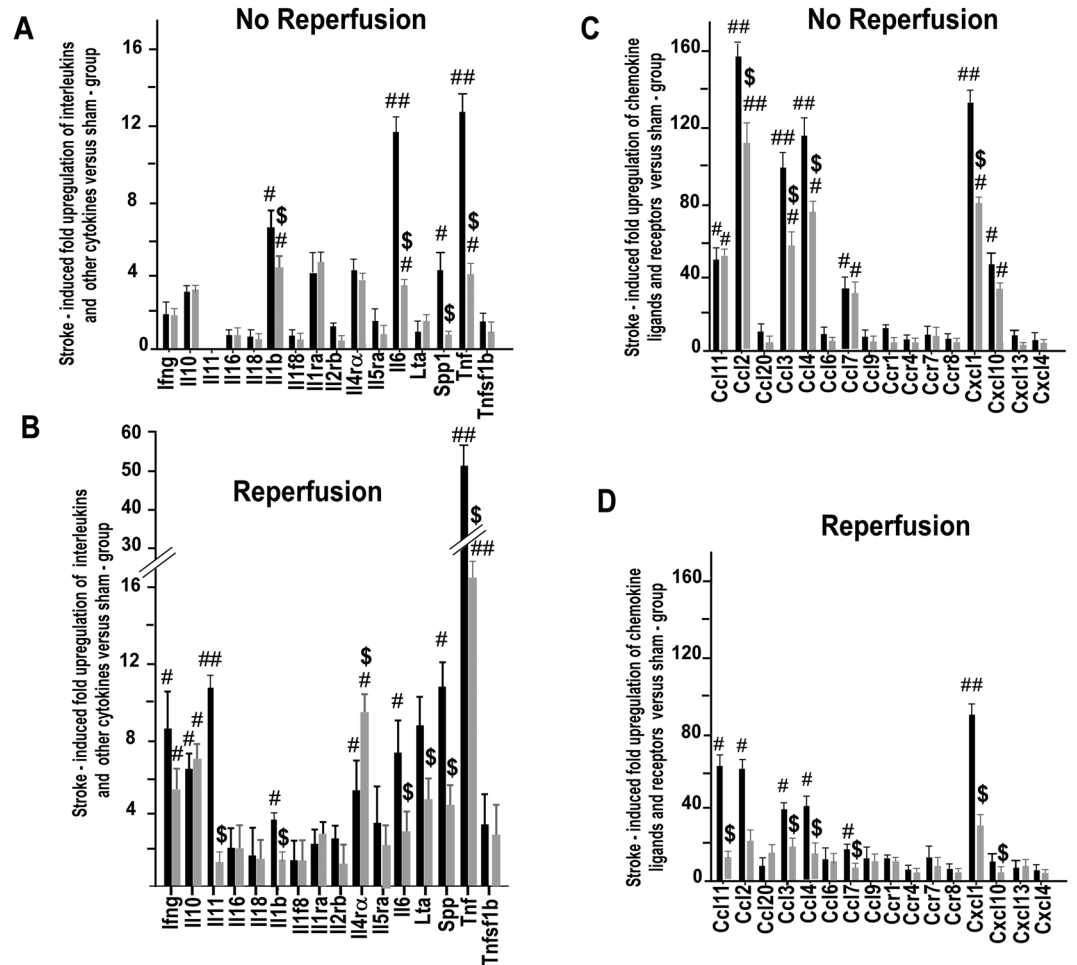 A
No Reperfusion
Stroke - induced fold upregulation of interleukins
and other cytokines versus sham - group
16
12
8
4
0
#
$
#
##
$
#
#
$
##
$
#
Ifng
Il10
Il11
Il16
Il18
Il1b
Il1f8
Il1ra
Il2rb
Il4rα
Il5ra
Il6
Lta
Spp1
Tnf
Tnfsf1b
B
Reperfusion
Stroke - induced fold upregulation of interleukins
and other cytokines versus sham - group
60
50
40
30
16
12
8
4
#
#
#
#
##
$
#
$
#
$
#
#
$
$
#
$
##
$
##
Ifng
Il10
Il11
Il16
Il18
Il1b
Il1f8
Il1ra
Il2rb
Il4rα
Il5ra
Il6
Lta
Spp
Tnf
Tnfsf1b
C
No Reperfusion
Stroke - induced fold upregulation of chemokine
ligands and receptors versus sham - group
160
120
80
40
0
#
#
##
$
##
##
$
#
##
$
#
#
#
##
$
#
#
#
Ccl11
Ccl2
Ccl20
Ccl3
Ccl4
Ccl6
Ccl7
Ccl9
Ccr1
Ccr4
Ccr7
Ccr8
Cxcl1
Cxcl10
Cxcl13
Cxcl4
D
Reperfusion
Stroke - induced fold upregulation of chemokine
ligands and receptors versus sham - group
160
120
80
40
0
#
$
#
#
$
#
$
#
$
##
$
$
Ccl11
Ccl2
Ccl20
Ccl3
Ccl4
Ccl6
Ccl7
Ccl9
Ccr1
Ccr4
Ccr7
Ccr8
Cxcl1
Cxcl10
Cxcl13
Cxcl4